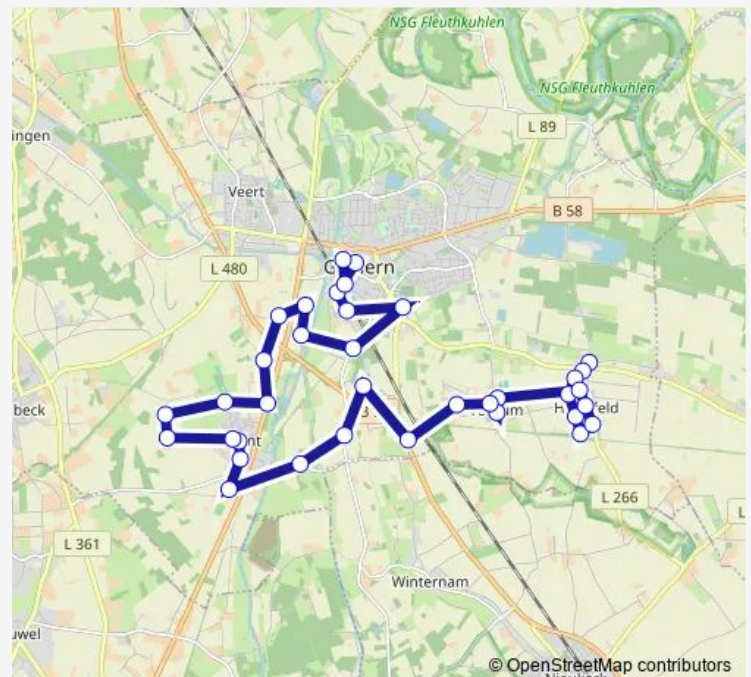 NSG Fleuthkuhlen
NSG Fleuthkuhlen
L 89
ingen
Veert
B 58
L 480
beck
L 266
L
L 361
Winternam
uwel
© OpenStreetMap contributors